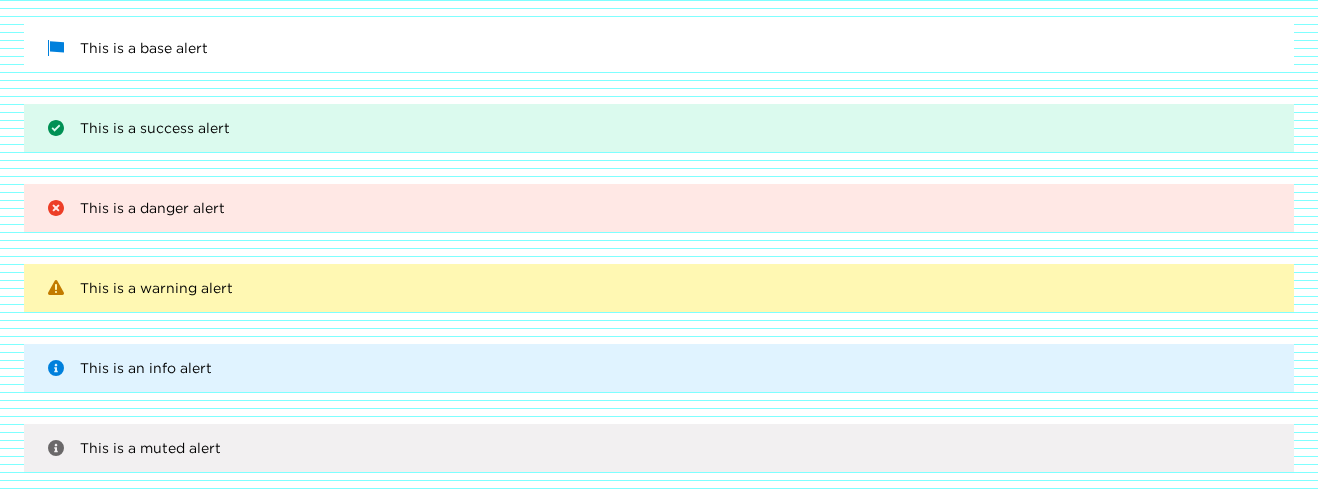 This is a base alert
This is a success alert
This is a danger alert
This is a warning alert
This is an info alert
This is a muted alert